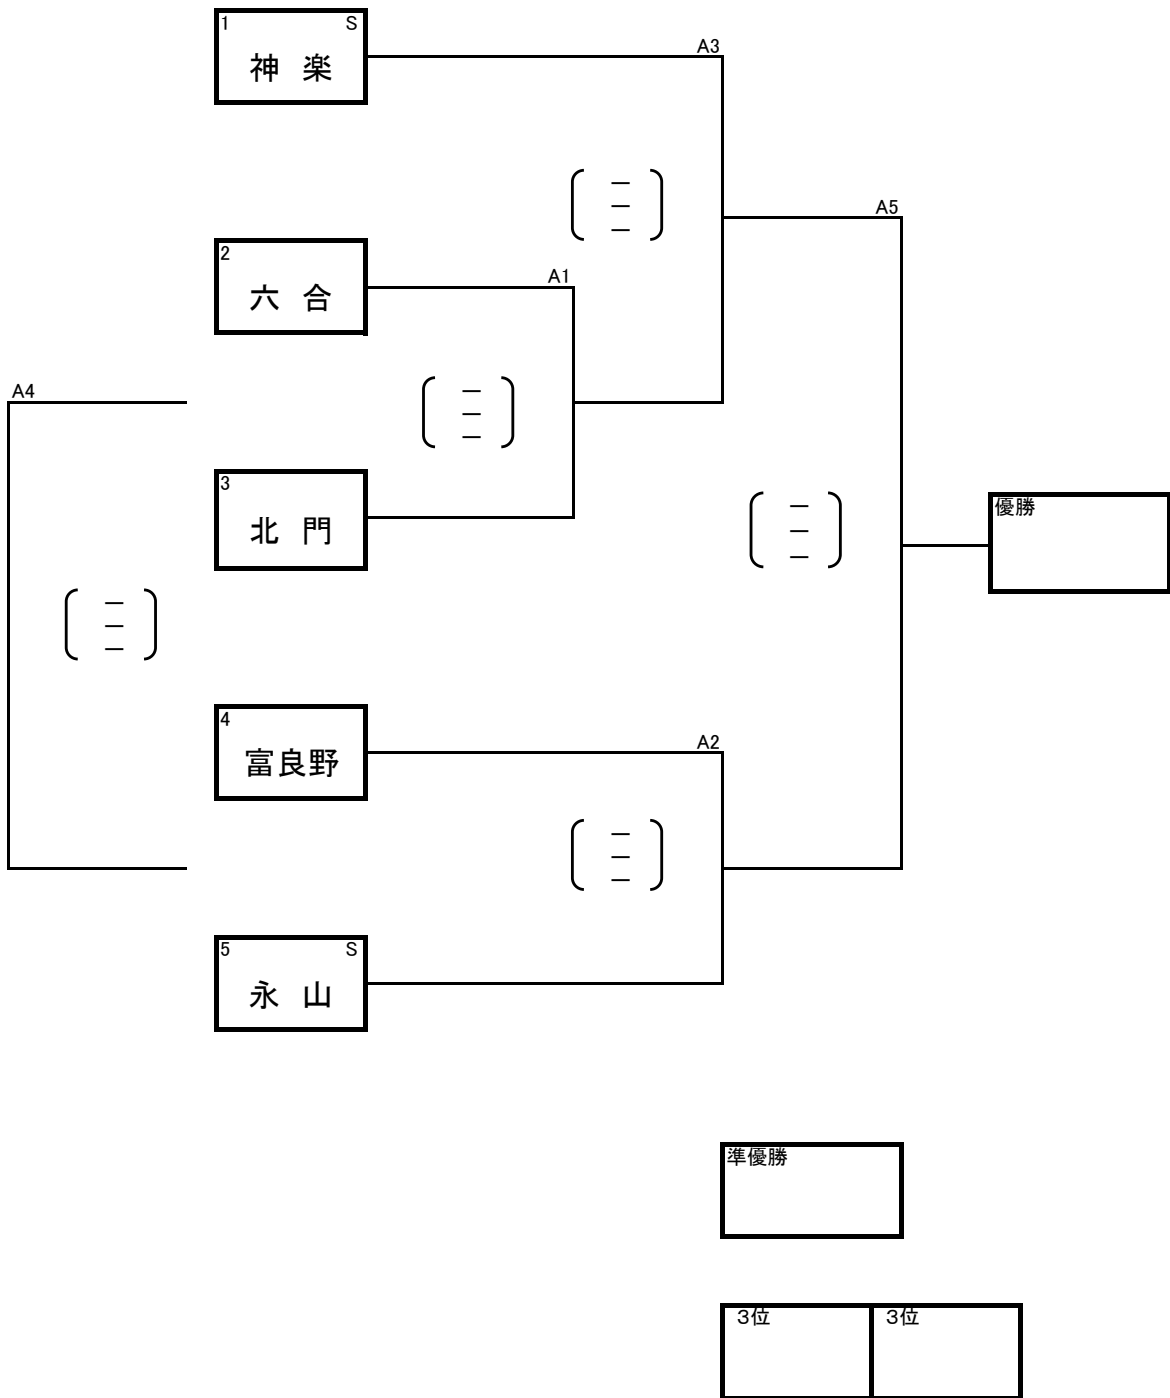 1 S
神 楽
A3
〔 ― ― ― 〕
A5
2
六 合
A1
A4
〔 ― ― ― 〕
3
北 門
〔 ― ― ― 〕
優勝
〔 ― ― ― 〕
4
富良野
A2
〔 ― ― ― 〕
5 S
永 山
準優勝
3位 3位